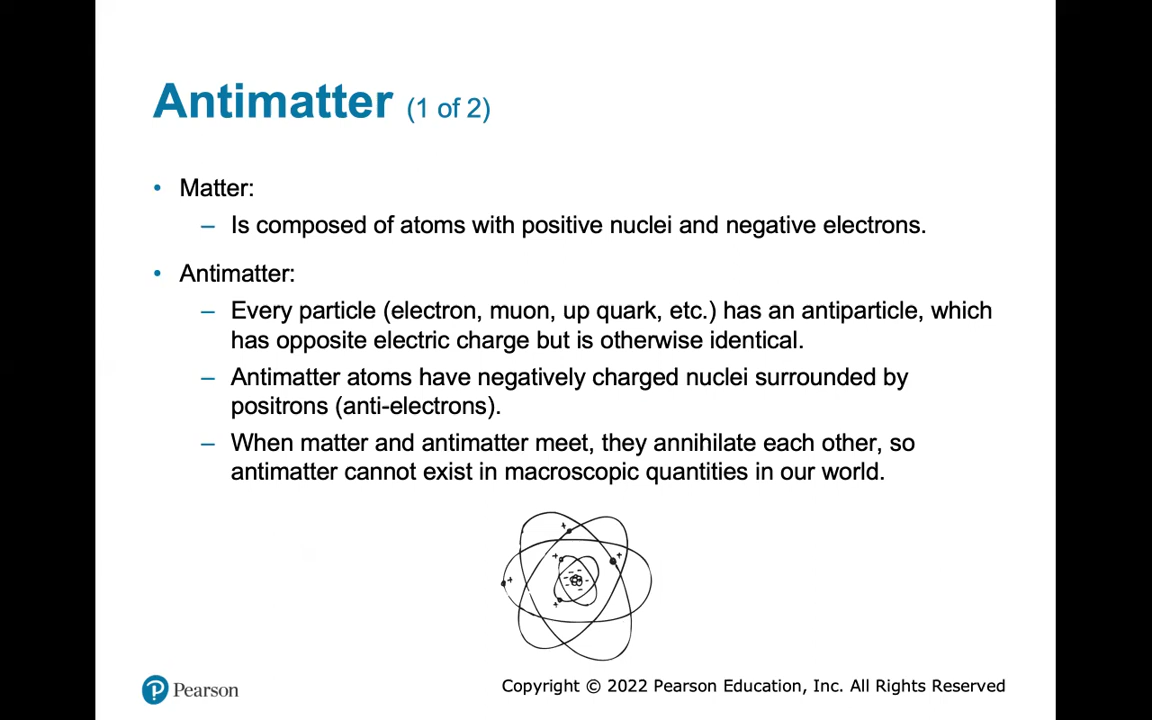 Antimatter (1 of 2)
• Matter:
– Is composed of atoms with positive nuclei and negative electrons.
• Antimatter:
– Every particle (electron, muon, up quark, etc.) has an antiparticle, which
has opposite electric charge but is otherwise identical.
– Antimatter atoms have negatively charged nuclei surrounded by
positrons (anti-electrons).
– When matter and antimatter meet, they annihilate each other, so
antimatter cannot exist in macroscopic quantities in our world.
P Pearson
Copyright © 2022 Pearson Education, Inc. All Rights Reserved